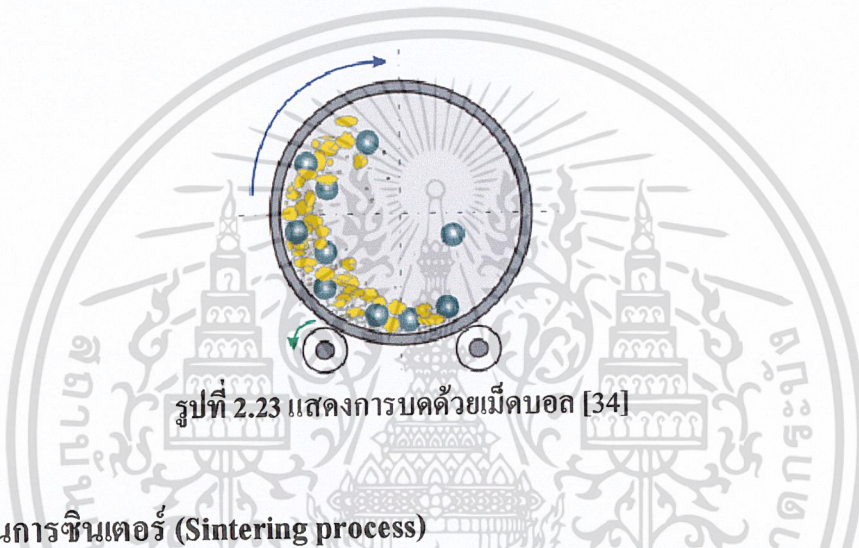 รูปที่ 2.23 แสดงการบดด้วยเม็ดบอล [34]
นการซินเตอร์ (Sintering process)